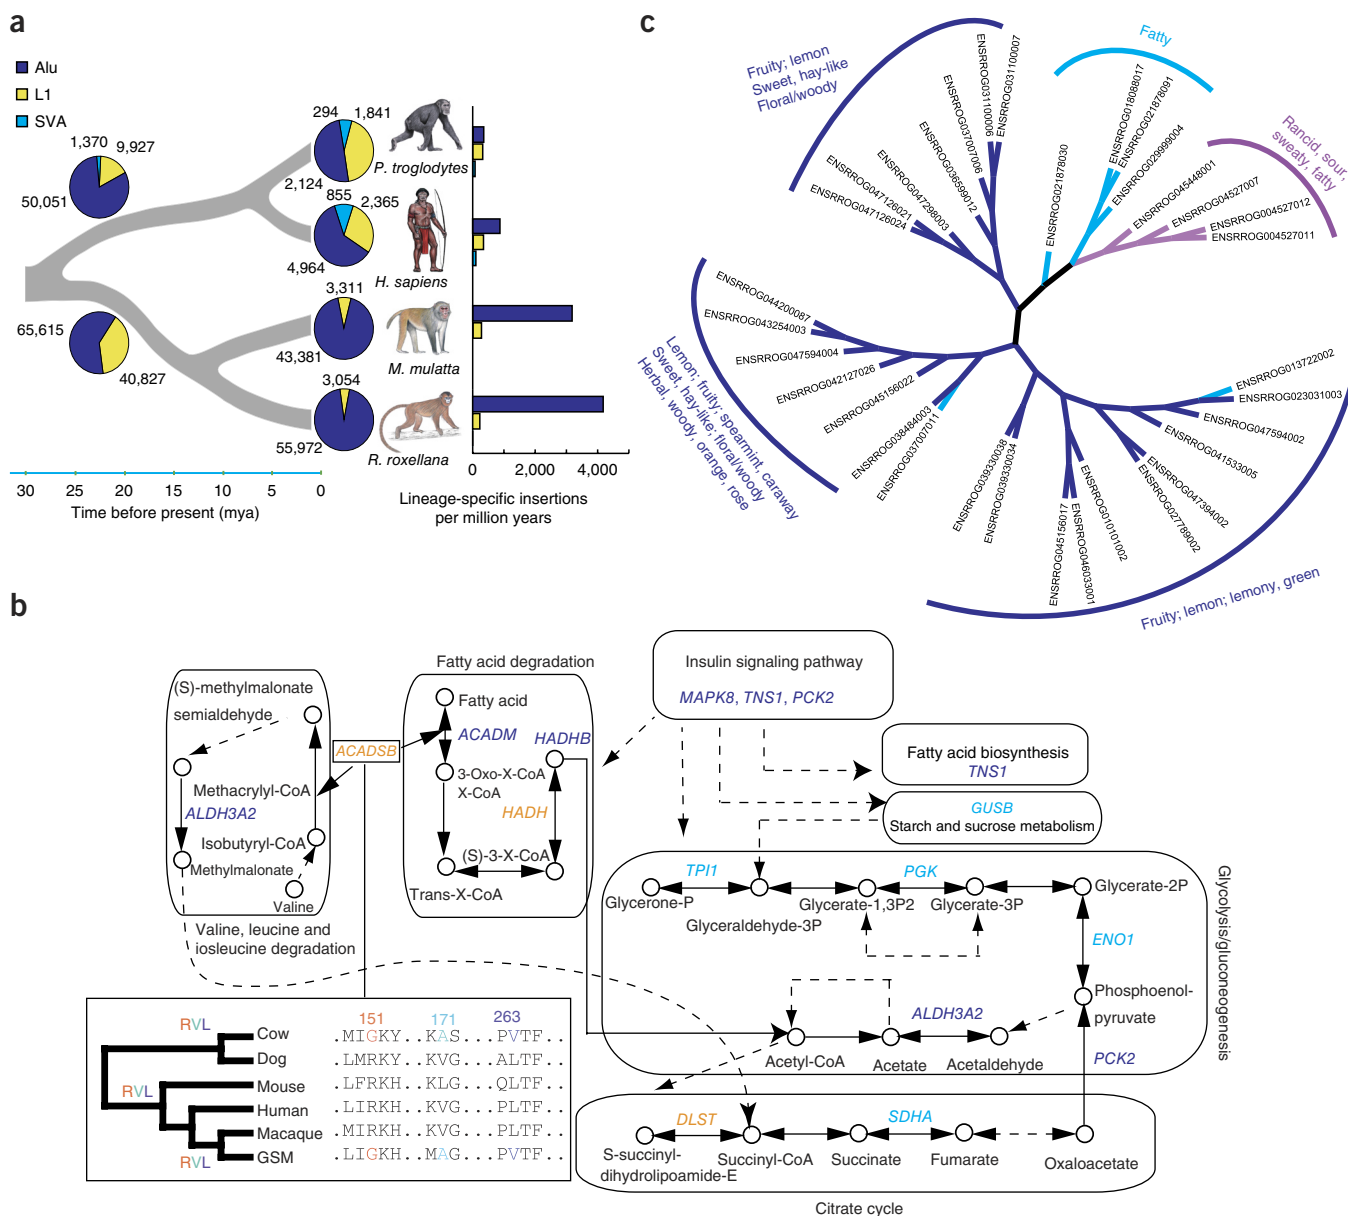 a
Alu
L1
SVA
1,370
9,927
50,051
65,615
40,827
294
1,841
2,124
P. troglodytes
855
2,365
4,964
H. sapiens
3,311
43,381
M. mulatta
3,054
55,972
R. roxellana
30
25
20
15
10
5
0
Time before present (mya)
0
2,000
4,000
Lineage-specific insertions
per million years
c
Fruity; lemon
Sweet, hay-like
Floral/woody
Fatty
Rancid, sour,
sweaty, fatty
Lemon; fruity; spearmint, caraway
Sweet, hay-like; floral/woody
Herbal, woody, orange, rose
Fruity; lemon; lemony, green
ENSRROG047126024
ENSRROG047126021
ENSRROG047298003
ENSRROG036599012
ENSRROG037007006
ENSRROG031100006
ENSRROG031100007
ENSRROG021878030
ENSRROG018088017
ENSRROG021878091
ENSRROG029999004
ENSRROG045448001
ENSRROG004527007
ENSRROG004527012
ENSRROG004527011
ENSRROG013722002
ENSRROG023031003
ENSRROG047594002
ENSRROG041533005
ENSRROG047394002
ENSRROG027789002
ENSRROG010101002
ENSRROG046033001
ENSRROG045156017
ENSRROG039330034
ENSRROG039330038
ENSRROG037007011
ENSRROG038484003
ENSRROG045156022
ENSRROG042127026
ENSRROG047594004
ENSRROG043254003
ENSRROG044200087
b
(S)-methylmalonate
semialdehyde
Methacrylyl-CoA
ALDH3A2
Isobutyryl-CoA
Methylmalonate
Valine
Valine, leucine and
iosleucine degradation
ACADSB
Fatty acid degradation
Fatty acid
ACADM
HADHB
3-Oxo-X-CoA
X-CoA
HADH
(S)-3-X-CoA
Trans-X-CoA
Insulin signaling pathway
MAPK8, TNS1, PCK2
Fatty acid biosynthesis
TNS1
GUSB
Starch and sucrose metabolism
Glycolysis/gluconeogenesis
TPI1
PGK
Glycerone-P
Glyceraldehyde-3P
Glycerate-1,3P2
Glycerate-3P
Glycerate-2P
ENO1
Phosphoenol-
pyruvate
ALDH3A2
Acetyl-CoA
Acetate
Acetaldehyde
PCK2
DLST
SDHA
S-succinyl-
dihydrolipoamide-E
Succinyl-CoA
Succinate
Fumarate
Oxaloacetate
Citrate cycle
151
171
263
RVL
RVL
RVL
Cow .MIGKY..KAS...PVTF..
Dog .LMRKY..KVG...ALTF..
Mouse .LFRKH..KLG...QLTF..
Human .LIRKH..KVG...PLTF..
Macaque .MIRKH..KVG...PLTF..
GSM .LIGKH..MAG...PVTF..